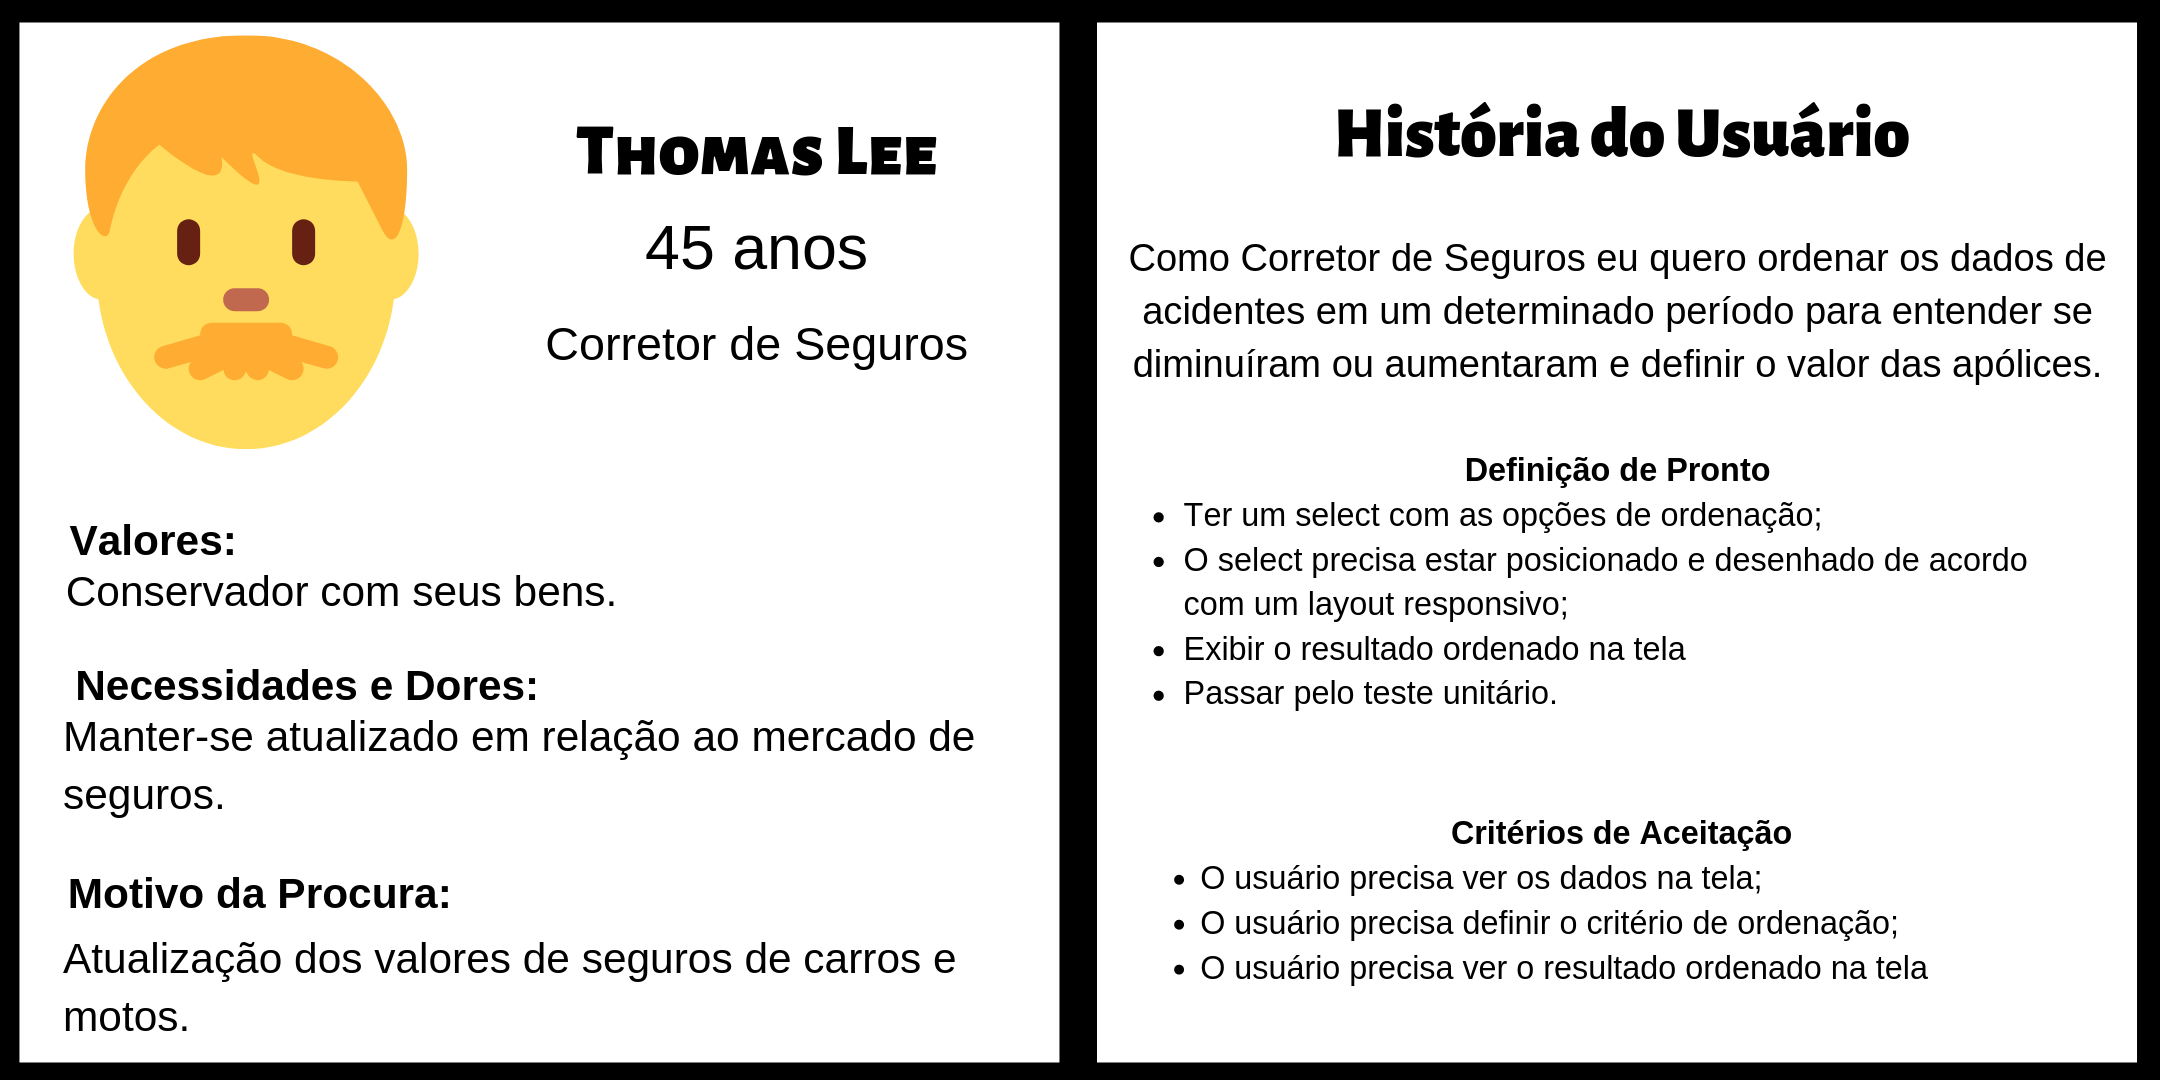 Thomas Lee
45 anos
Corretor de Seguros
Valores:
Conservador com seus bens.
Necessidades e Dores:
Manter-se atualizado em relação ao mercado de
seguros.
Motivo da Procura:
Atualização dos valores de seguros de carros e
motos.
História do Usuário
Como Corretor de Seguros eu quero ordenar os dados de
acidentes em um determinado período para entender se
diminuíram ou aumentaram e definir o valor das apólices.
Definição de Pronto
• Ter um select com as opções de ordenação;
• O select precisa estar posicionado e desenhado de acordo
com um layout responsivo;
• Exibir o resultado ordenado na tela
• Passar pelo teste unitário.
Critérios de Aceitação
• O usuário precisa ver os dados na tela;
• O usuário precisa definir o critério de ordenação;
• O usuário precisa ver o resultado ordenado na tela